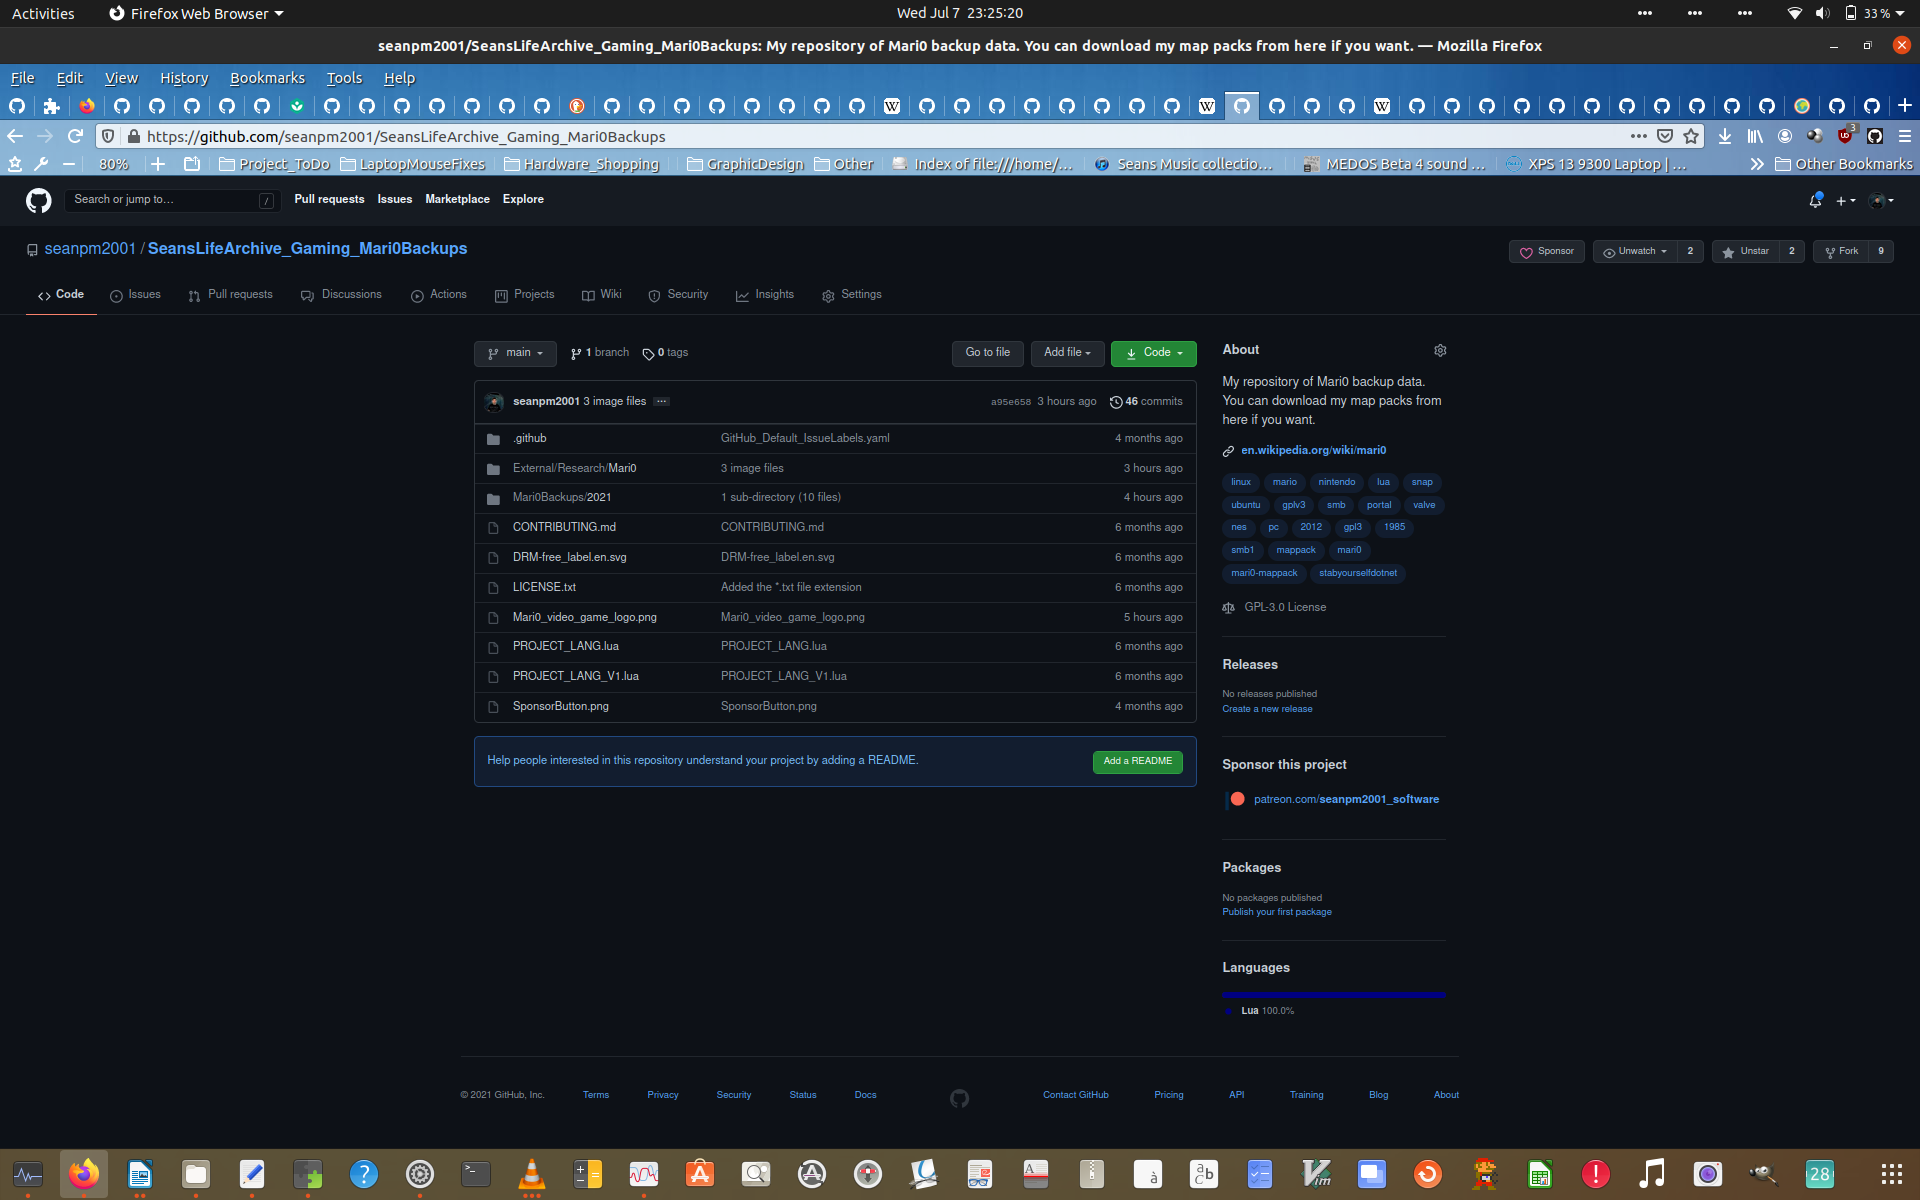 Activities Firefox Web Browser Wed Jul 7 23:25:20 33 %
seanpm2001/SeansLifeArchive_Gaming_Mari0Backups: My repository of Mari0 backup data. You can download my map packs from here if you want. — Mozilla Firefox
File Edit View History Bookmarks Tools Help
https://github.com/seanpm2001/SeansLifeArchive_Gaming_Mari0Backups 3
80% Project_ToDo LaptopMouseFixes Hardware_Shopping GraphicDesign Other Index of file:///home/... Seans Music collectio... MEDOS Beta 4 sound ... XPS 13 9300 Laptop | ... Other Bookmarks
Search or jump to... / Pull requests Issues Marketplace Explore
seanpm2001 / SeansLifeArchive_Gaming_Mari0Backups Sponsor Unwatch 2 Unstar 2 Fork 9
Code Issues Pull requests Discussions Actions Projects Wiki Security Insights Settings
main 1 branch 0 tags Go to file Add file Code
seanpm2001 3 image files ... a95e658 3 hours ago 46 commits
.github GitHub_Default_IssueLabels.yaml 4 months ago
External/Research/Mari0 3 image files 3 hours ago
Mari0Backups/2021 1 sub-directory (10 files) 4 hours ago
CONTRIBUTING.md CONTRIBUTING.md 6 months ago
DRM-free_label.en.svg DRM-free_label.en.svg 6 months ago
LICENSE.txt Added the *.txt file extension 6 months ago
Mari0_video_game_logo.png Mari0_video_game_logo.png 5 hours ago
PROJECT_LANG.lua PROJECT_LANG.lua 6 months ago
PROJECT_LANG_V1.lua PROJECT_LANG_V1.lua 6 months ago
SponsorButton.png SponsorButton.png 4 months ago
Help people interested in this repository understand your project by adding a README. Add a README
About
My repository of Mari0 backup data.
You can download my map packs from
here if you want.
en.wikipedia.org/wiki/mari0
linux mario nintendo lua snap
ubuntu gplv3 smb portal valve
nes pc 2012 gpl3 1985
smb1 mappack mari0
mari0-mappack stabyourselfdotnet
GPL-3.0 License
Releases
No releases published
Create a new release
Sponsor this project
patreon.com/seanpm2001_software
Packages
No packages published
Publish your first package
Languages
Lua 100.0%
© 2021 GitHub, Inc. Terms Privacy Security Status Docs Contact GitHub Pricing API Training Blog About
28